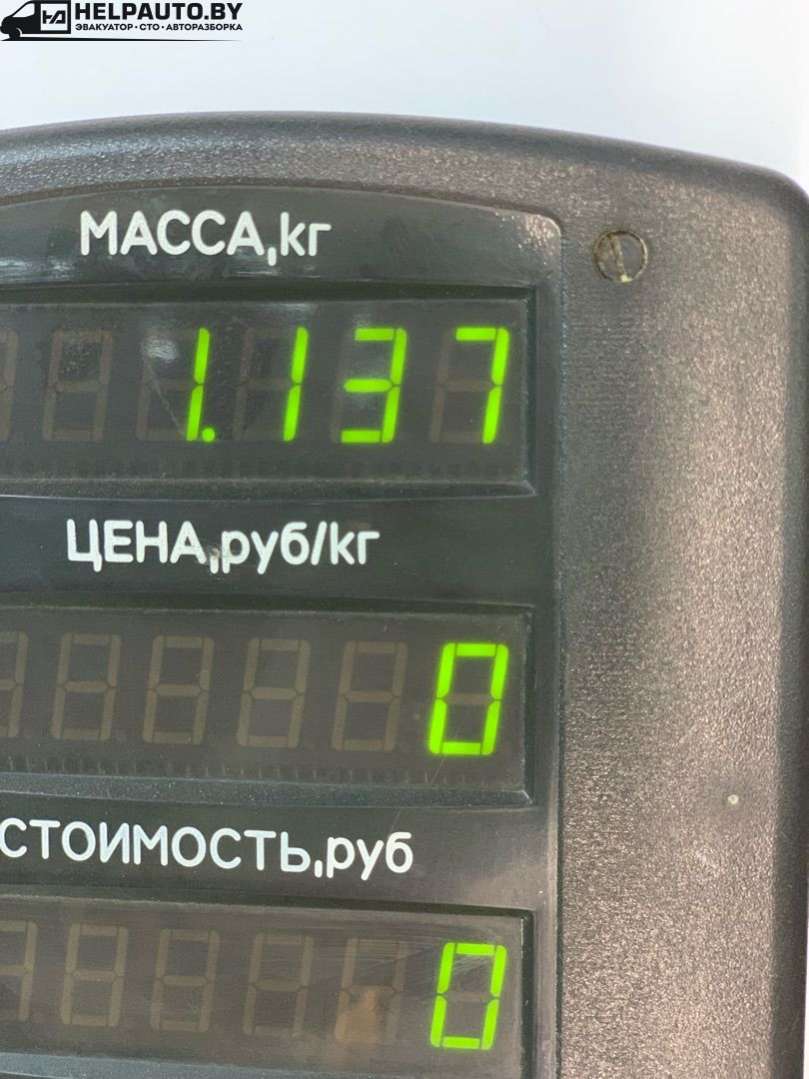 HELPAUTO.BY
ЭВАКУАТОР·СТО·АВТОРАЗБОРКА
МАССА,кг
1.137
ЦЕНА,руб/кг
0
СТОИМОСТЬ,руб
0